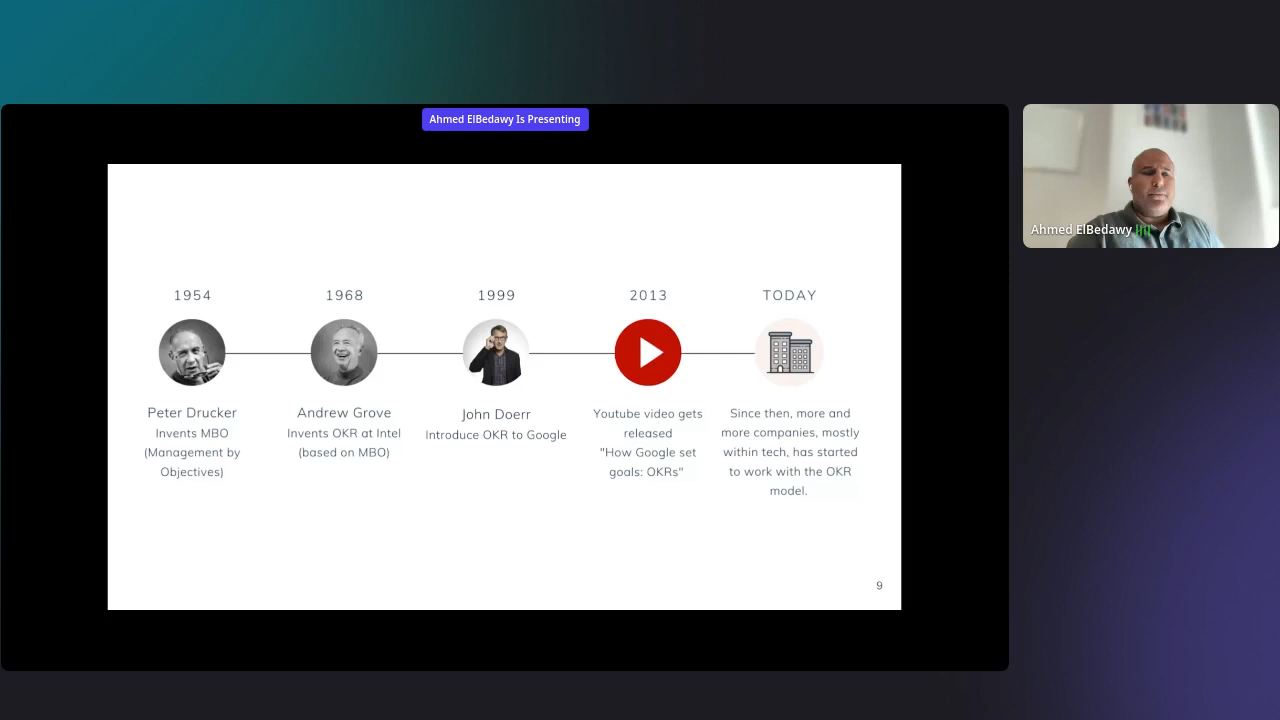 Ahmed ElBedawy Is Presenting
1954
1968
1999
2013
TODAY
Peter Drucker
Invents MBO
(Management by
Objectives)
Andrew Grove
Invents OKR at Intel
(based on MBO)
John Doerr
Introduce OKR to Google
Youtube video gets
released
"How Google set
goals: OKRs"
Since then, more and
more companies, mostly
within tech, has started
to work with the OKR
model.
9
Ahmed ElBedawy